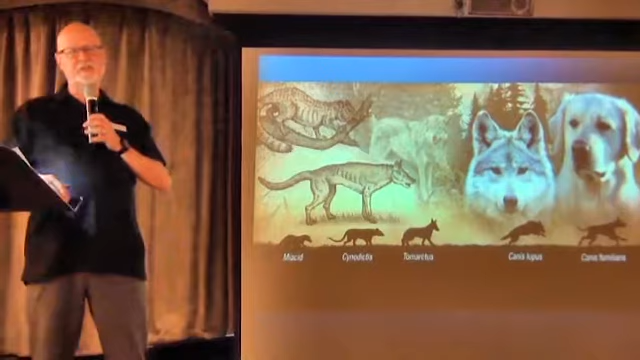 Miacid
Cynodictis
Tomarctus
Canis lupus
Canis familiaris